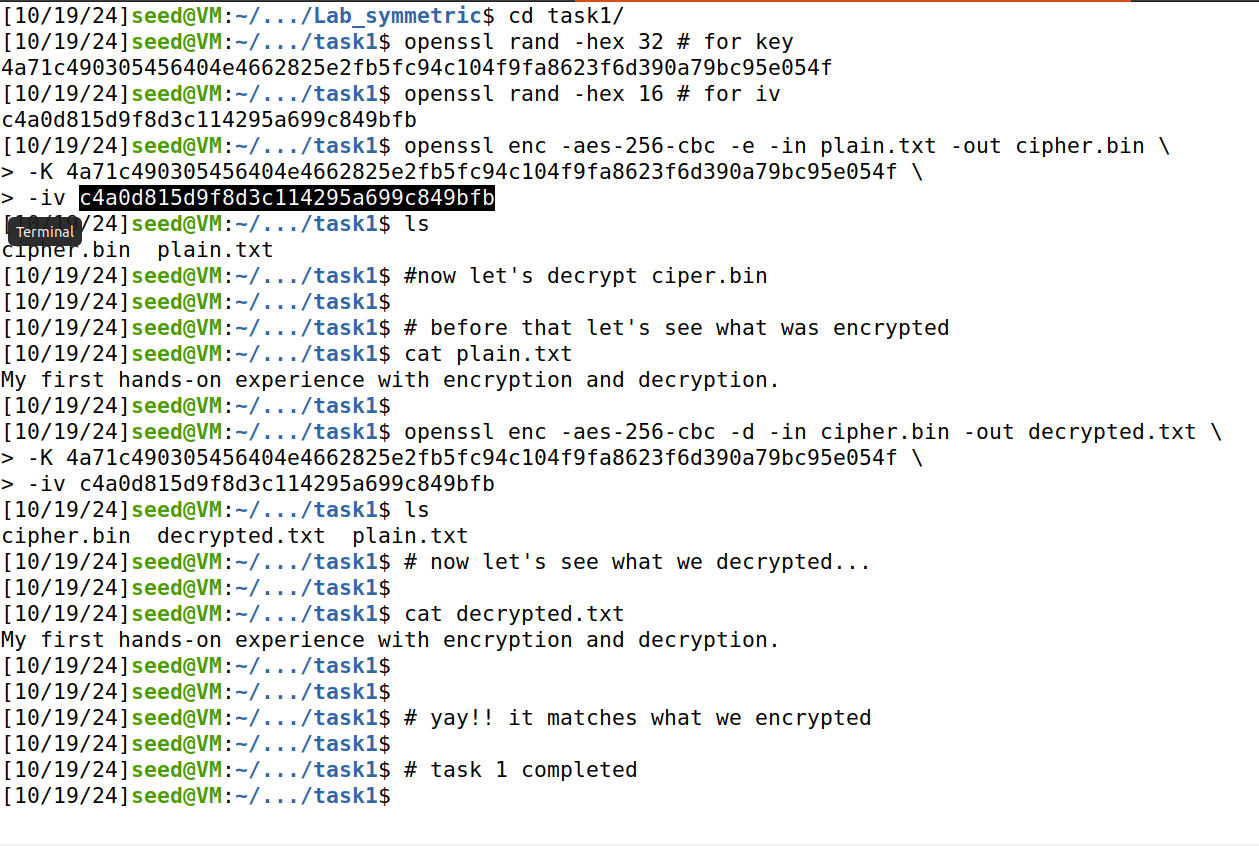 [10/19/24]seed@VM:~/.../Lab_symmetric$ cd task1/
[10/19/24]seed@VM:~/.../task1$ openssl rand -hex 32 # for key
4a71c490305456404e4662825e2fb5fc94c104f9fa8623f6d390a79bc95e054f
[10/19/24]seed@VM:~/.../task1$ openssl rand -hex 16 # for iv
c4a0d815d9f8d3c114295a699c849bfb
[10/19/24]seed@VM:~/.../task1$ openssl enc -aes-256-cbc -e -in plain.txt -out cipher.bin \
> -K 4a71c490305456404e4662825e2fb5fc94c104f9fa8623f6d390a79bc95e054f \
> -iv c4a0d815d9f8d3c114295a699c849bfb
[10/19/24]seed@VM:~/.../task1$ ls
Terminal
cipher.bin  plain.txt
[10/19/24]seed@VM:~/.../task1$ #now let's decrypt ciper.bin
[10/19/24]seed@VM:~/.../task1$
[10/19/24]seed@VM:~/.../task1$ # before that let's see what was encrypted
[10/19/24]seed@VM:~/.../task1$ cat plain.txt
My first hands-on experience with encryption and decryption.
[10/19/24]seed@VM:~/.../task1$
[10/19/24]seed@VM:~/.../task1$ openssl enc -aes-256-cbc -d -in cipher.bin -out decrypted.txt \
> -K 4a71c490305456404e4662825e2fb5fc94c104f9fa8623f6d390a79bc95e054f \
> -iv c4a0d815d9f8d3c114295a699c849bfb
[10/19/24]seed@VM:~/.../task1$ ls
cipher.bin  decrypted.txt  plain.txt
[10/19/24]seed@VM:~/.../task1$ # now let's see what we decrypted...
[10/19/24]seed@VM:~/.../task1$
[10/19/24]seed@VM:~/.../task1$ cat decrypted.txt
My first hands-on experience with encryption and decryption.
[10/19/24]seed@VM:~/.../task1$
[10/19/24]seed@VM:~/.../task1$
[10/19/24]seed@VM:~/.../task1$ # yay!! it matches what we encrypted
[10/19/24]seed@VM:~/.../task1$
[10/19/24]seed@VM:~/.../task1$ # task 1 completed
[10/19/24]seed@VM:~/.../task1$